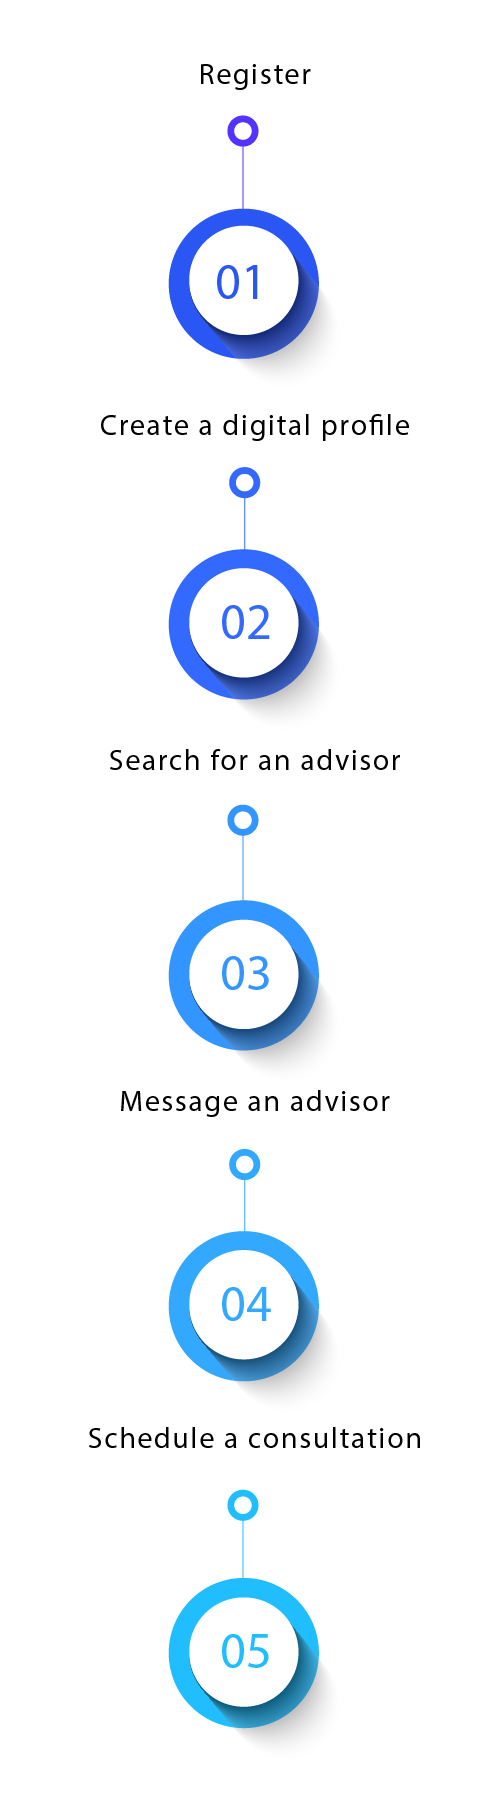 Register
01
Create a digital profile
02
Search for an advisor
03
Message an advisor
04
Schedule a consultation
05